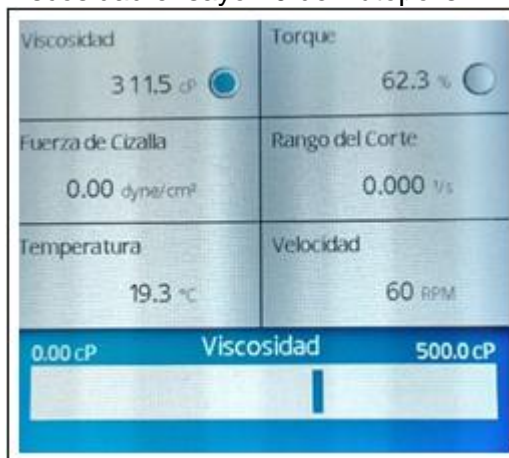 Viscosidad
311.5 cP
Torque
62.3 %
Fuerza de Cizalla
0.00 dyne/cm²
Rango del Corte
0.000 1/s
Temperatura
19.3 °C
Velocidad
60 RPM
0.00 cP Viscosidad 500.0 cP